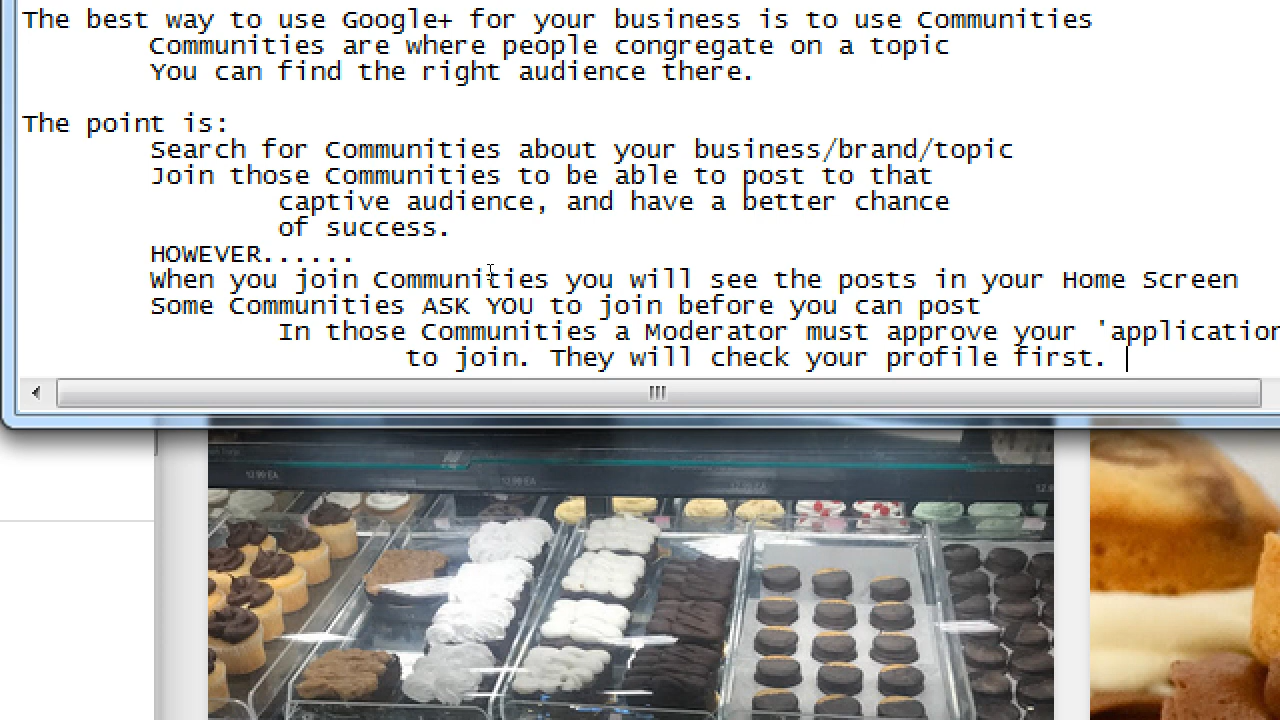 The best way to use Google+ for your business is to use Communities
Communities are where people congregate on a topic
You can find the right audience there.
The point is:
Search for Communities about your business/brand/topic
Join those Communities to be able to post to that
captive audience, and have a better chance
of success.
HOWEVER......
When you join Communities you will see the posts in your Home Screen
Some Communities ASK YOU to join before you can post
In those Communities a Moderator must approve your 'application
to join. They will check your profile first.